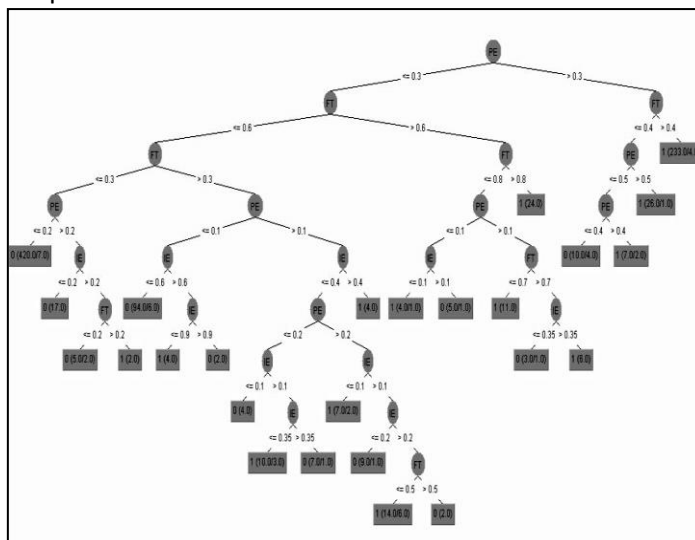 PE
<= 0.3 > 0.3
FT FT
<= 0.6 > 0.6 <= 0.4 > 0.4
FT FT PE 1 (233.0/4.0)
<= 0.3 > 0.3 <= 0.8 > 0.8 <= 0.5 > 0.5
PE PE PE 1 (24.0) PE 1 (26.0/1.0)
<= 0.2 > 0.2 <= 0.1 > 0.1 <= 0.1 > 0.1 <= 0.4 > 0.4
0 (420.0/7.0) IE IE IE IE FT 0 (10.0/4.0) 1 (7.0/2.0)
<= 0.2 > 0.2 <= 0.6 > 0.6 <= 0.4 > 0.4 <= 0.1 > 0.1 <= 0.7 > 0.7
0 (17.0) FT 0 (94.0/6.0) IE PE 1 (4.0) 1 (4.0/1.0) 0 (5.0/1.0) 1 (11.0) IE
<= 0.2 > 0.2 <= 0.9 > 0.9 <= 0.2 > 0.2 <= 0.35 > 0.35
0 (5.0/2.0) 1 (2.0) 1 (4.0) 0 (2.0) IE IE 0 (3.0/1.0) 1 (6.0)
<= 0.1 > 0.1 <= 0.1 > 0.1
0 (4.0) IE 1 (7.0/2.0) IE
<= 0.35 > 0.35 <= 0.2 > 0.2
1 (10.0/3.0) 0 (7.0/1.0) 0 (9.0/1.0) FT
<= 0.5 > 0.5
1 (14.0/6.0) 0 (2.0)